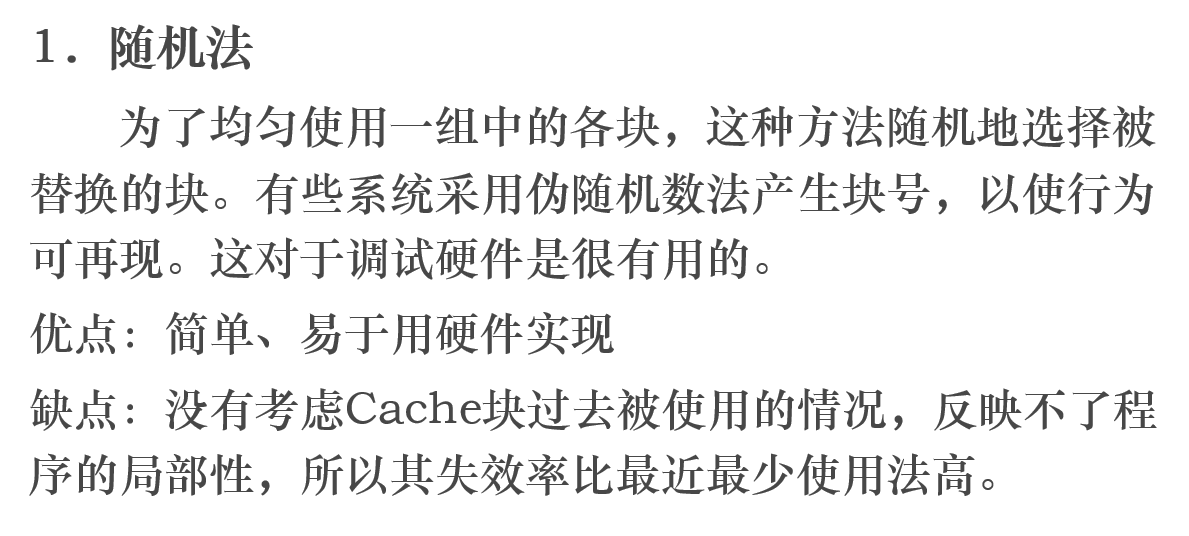 1．随机法
为了均匀使用一组中的各块，这种方法随机地选择被
替换的块。有些系统采用伪随机数法产生块号，以使行为
可再现。这对于调试硬件是很有用的。
优点：简单、易于用硬件实现
缺点：没有考虑Cache块过去被使用的情况，反映不了程
序的局部性，所以其失效率比最近最少使用法高。